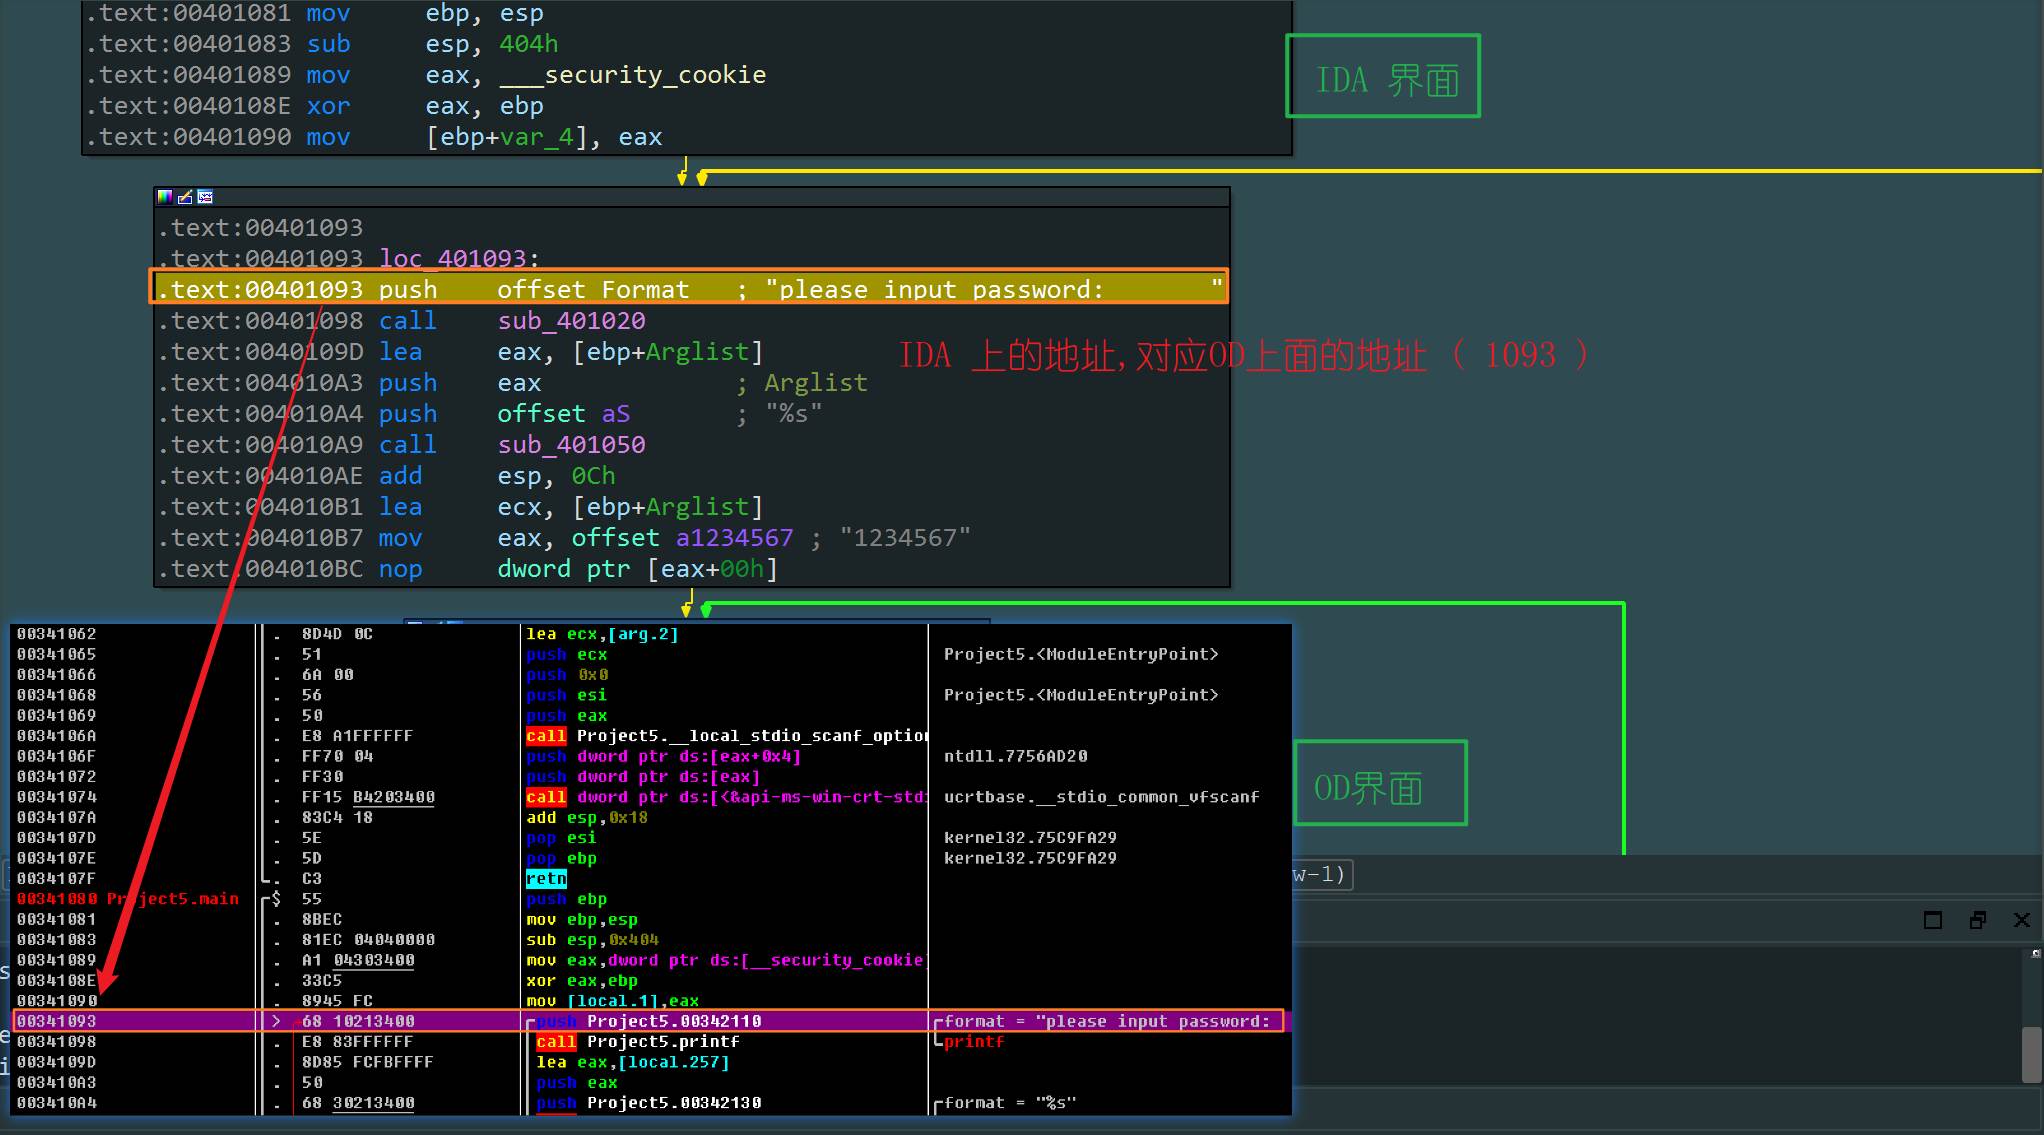 .text:00401081 mov     ebp, esp
.text:00401083 sub     esp, 404h
.text:00401089 mov     eax, ___security_cookie
.text:0040108E xor     eax, ebp
.text:00401090 mov     [ebp+var_4], eax
IDA 界面
.text:00401093
.text:00401093 loc_401093:
.text:00401093 push    offset Format   ; "please input password:       "
.text:00401098 call    sub_401020
.text:0040109D lea     eax, [ebp+Arglist]
IDA 上的地址,对应OD上面的地址 ( 1093 )
.text:004010A3 push    eax             ; Arglist
.text:004010A4 push    offset aS       ; "%s"
.text:004010A9 call    sub_401050
.text:004010AE add     esp, 0Ch
.text:004010B1 lea     ecx, [ebp+Arglist]
.text:004010B7 mov     eax, offset a1234567 ; "1234567"
.text:004010BC nop     dword ptr [eax+00h]
00341062 . 8D4D 0C lea ecx,[arg.2]
00341065 . 51 push ecx Project5.<ModuleEntryPoint>
00341066 . 6A 00 push 0x0
00341068 . 56 push esi Project5.<ModuleEntryPoint>
00341069 . 50 push eax
0034106A . E8 A1FFFFFF call Project5.__local_stdio_scanf_option
0034106F . FF70 04 push dword ptr ds:[eax+0x4] ntdll.7756AD20
00341072 . FF30 push dword ptr ds:[eax]
00341074 . FF15 B4203400 call dword ptr ds:[<&api-ms-win-crt-std: ucrtbase.__stdio_common_vfscanf
0034107A . 83C4 18 add esp,0x18
0034107D . 5E pop esi kernel32.75C9FA29
0034107E . 5D pop ebp kernel32.75C9FA29
0034107F . C3 retn
00341080 Project5.main $ 55 push ebp
00341081 . 8BEC mov ebp,esp
00341083 . 81EC 04040000 sub esp,0x404
00341089 . A1 04303400 mov eax,dword ptr ds:[__security_cookie]
0034108E . 33C5 xor eax,ebp
00341090 . 8945 FC mov [local.1],eax
00341093 > 68 10213400 push Project5.00342110 format = "please input password:
00341098 . E8 83FFFFFF call Project5.printf printf
0034109D . 8D85 FCFBFFFF lea eax,[local.257]
003410A3 . 50 push eax
003410A4 . 68 30213400 push Project5.00342130 format = "%s"
OD界面
w-1)